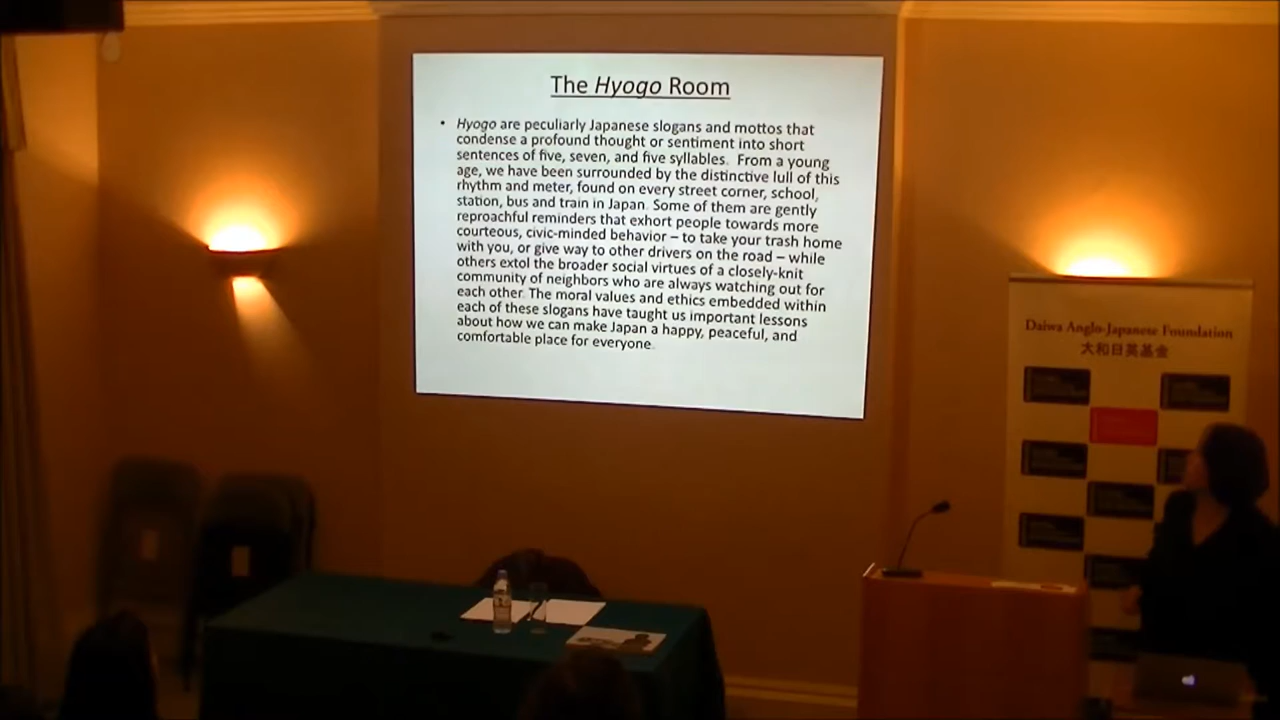 The Hyogo Room
• Hyogo are peculiarly Japanese slogans and mottos that
condense a profound thought or sentiment into short
sentences of five, seven, and five syllables. From a young
age, we have been surrounded by the distinctive lull of this
rhythm and meter, found on every street corner, school,
station, bus and train in Japan. Some of them are gently
reproachful reminders that exhort people towards more
courteous, civic-minded behavior – to take your trash home
with you, or give way to other drivers on the road – while
others extol the broader social virtues of a closely-knit
community of neighbors who are always watching out for
each other. The moral values and ethics embedded within
each of these slogans have taught us important lessons
about how we can make Japan a happy, peaceful, and
comfortable place for everyone.
Daiwa Anglo-Japanese Foundation
大和日英基金